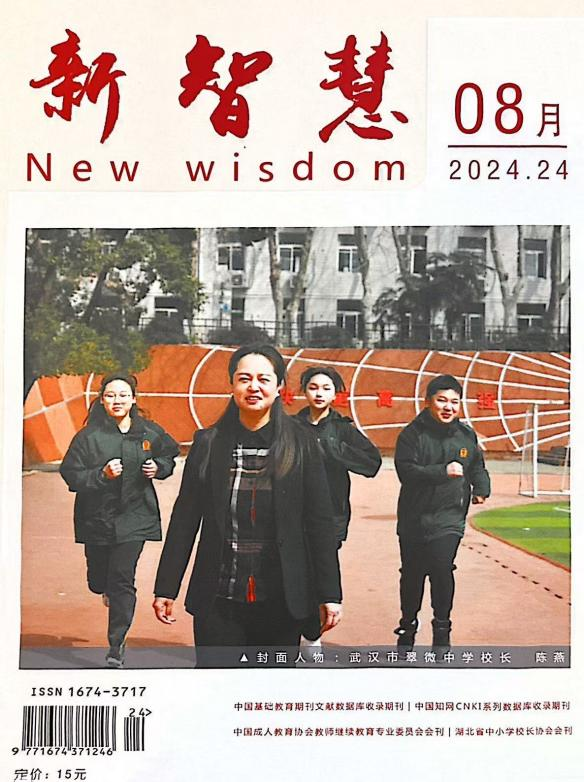 新智慧
New wisdom
08月
2024.24
▲封面人物：武汉市翠微中学校长 陈燕
ISSN 1674-3717
24>
9 771674 371246
定价：15元
中国基础教育期刊文献数据库收录期刊 | 中国知网CNKI系列数据库收录期刊
中国成人教育协会教师继续教育专业委员会会刊 | 湖北省中小学校长协会会刊